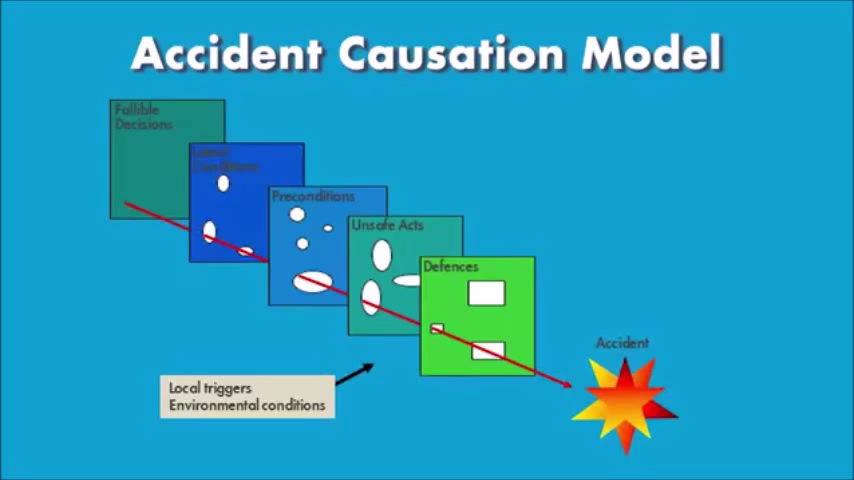 Accident Causation Model
Fallible
Decisions
Latent
Conditions
Preconditions
Unsafe Acts
Defences
Accident
Local triggers
Environmental conditions